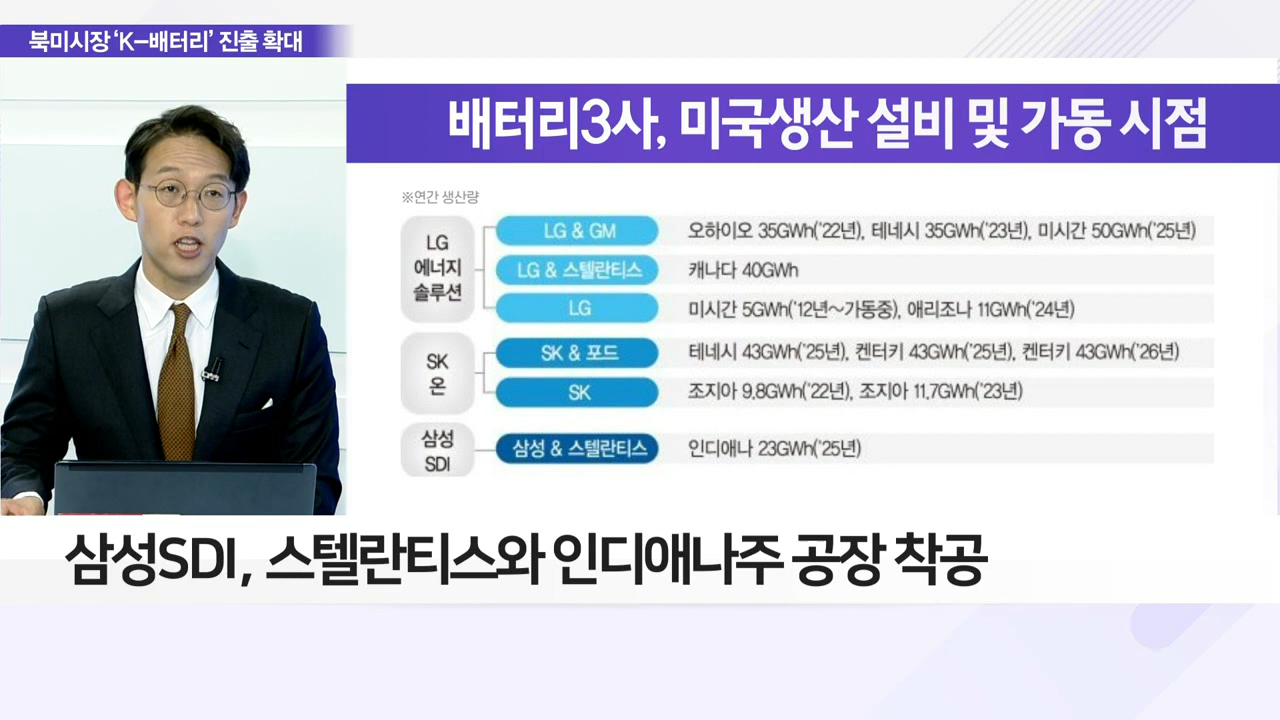 북미시장 ‘K-배터리’ 진출 확대
배터리3사, 미국생산 설비 및 가동 시점
※연간 생산량
LG
에너지
솔루션
LG & GM
오하이오 35GWh('22년), 테네시 35GWh('23년), 미시간 50GWh('25년)
LG & 스텔란티스
캐나다 40GWh
LG
미시간 5GWh('12년~가동중), 애리조나 11GWh('24년)
SK
온
SK & 포드
테네시 43GWh('25년), 켄터키 43GWh('25년), 켄터키 43GWh('26년)
SK
조지아 9.8GWh('22년), 조지아 11.7GWh('23년)
삼성
SDI
삼성 & 스텔란티스
인디애나 23GWh('25년)
삼성SDI, 스텔란티스와 인디애나주 공장 착공